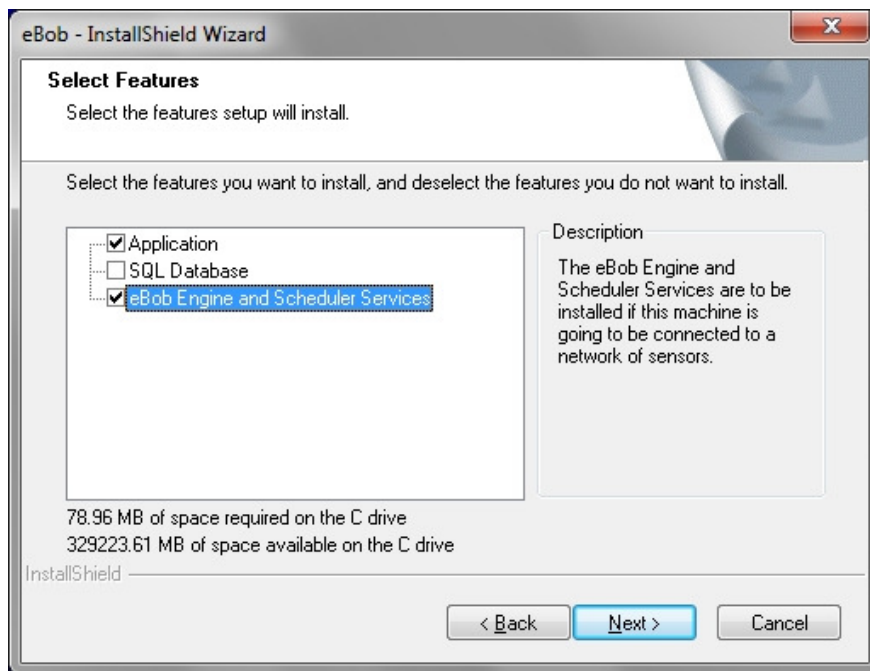 eBob - InstallShield Wizard
Select Features
Select the features setup will install.
Select the features you want to install, and deselect the features you do not want to install.
Application
SQL Database
eBob Engine and Scheduler Services
Description
The eBob Engine and
Scheduler Services are to be
installed if this machine is
going to be connected to a
network of sensors.
78.96 MB of space required on the C drive
329223.61 MB of space available on the C drive
InstallShield
< Back
Next >
Cancel